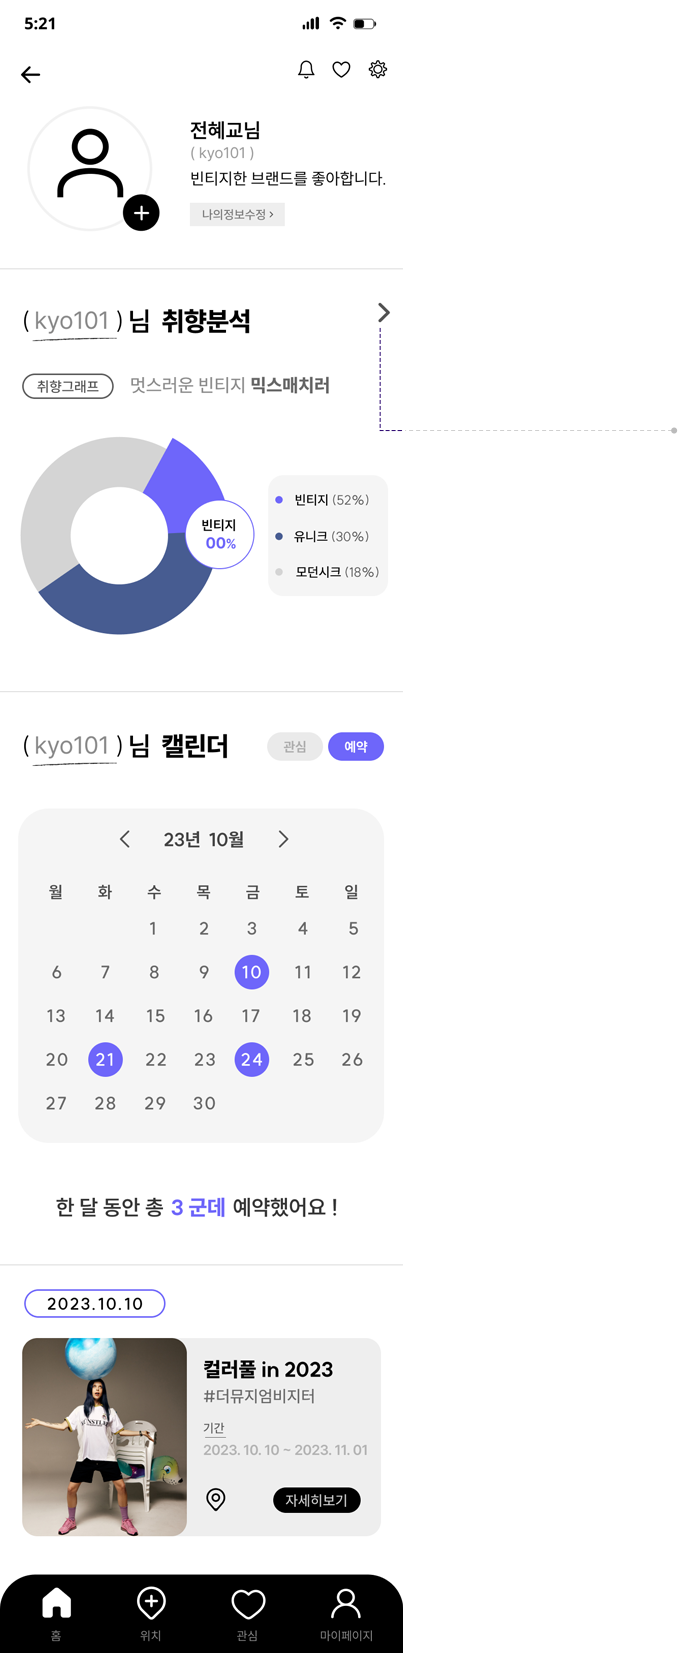 5:21
전혜교님
( kyo101 )
빈티지한 브랜드를 좋아합니다.
나의정보수정 ›
( kyo101 ) 님 취향분석
취향그래프 멋스러운 빈티지 믹스매치러
빈티지
00%
빈티지 (52%)
유니크 (30%)
모던시크 (18%)
( kyo101 ) 님 캘린더
관심 예약
23년 10월
월 화 수 목 금 토 일
1 2 3 4 5
6 7 8 9 10 11 12
13 14 15 16 17 18 19
20 21 22 23 24 25 26
27 28 29 30
한 달 동안 총 3 군데 예약했어요 !
2023.10.10
컬러풀 in 2023
#더뮤지엄비지터
기간
2023. 10. 10 ~ 2023. 11. 01
자세히보기
홈 위치 관심 마이페이지